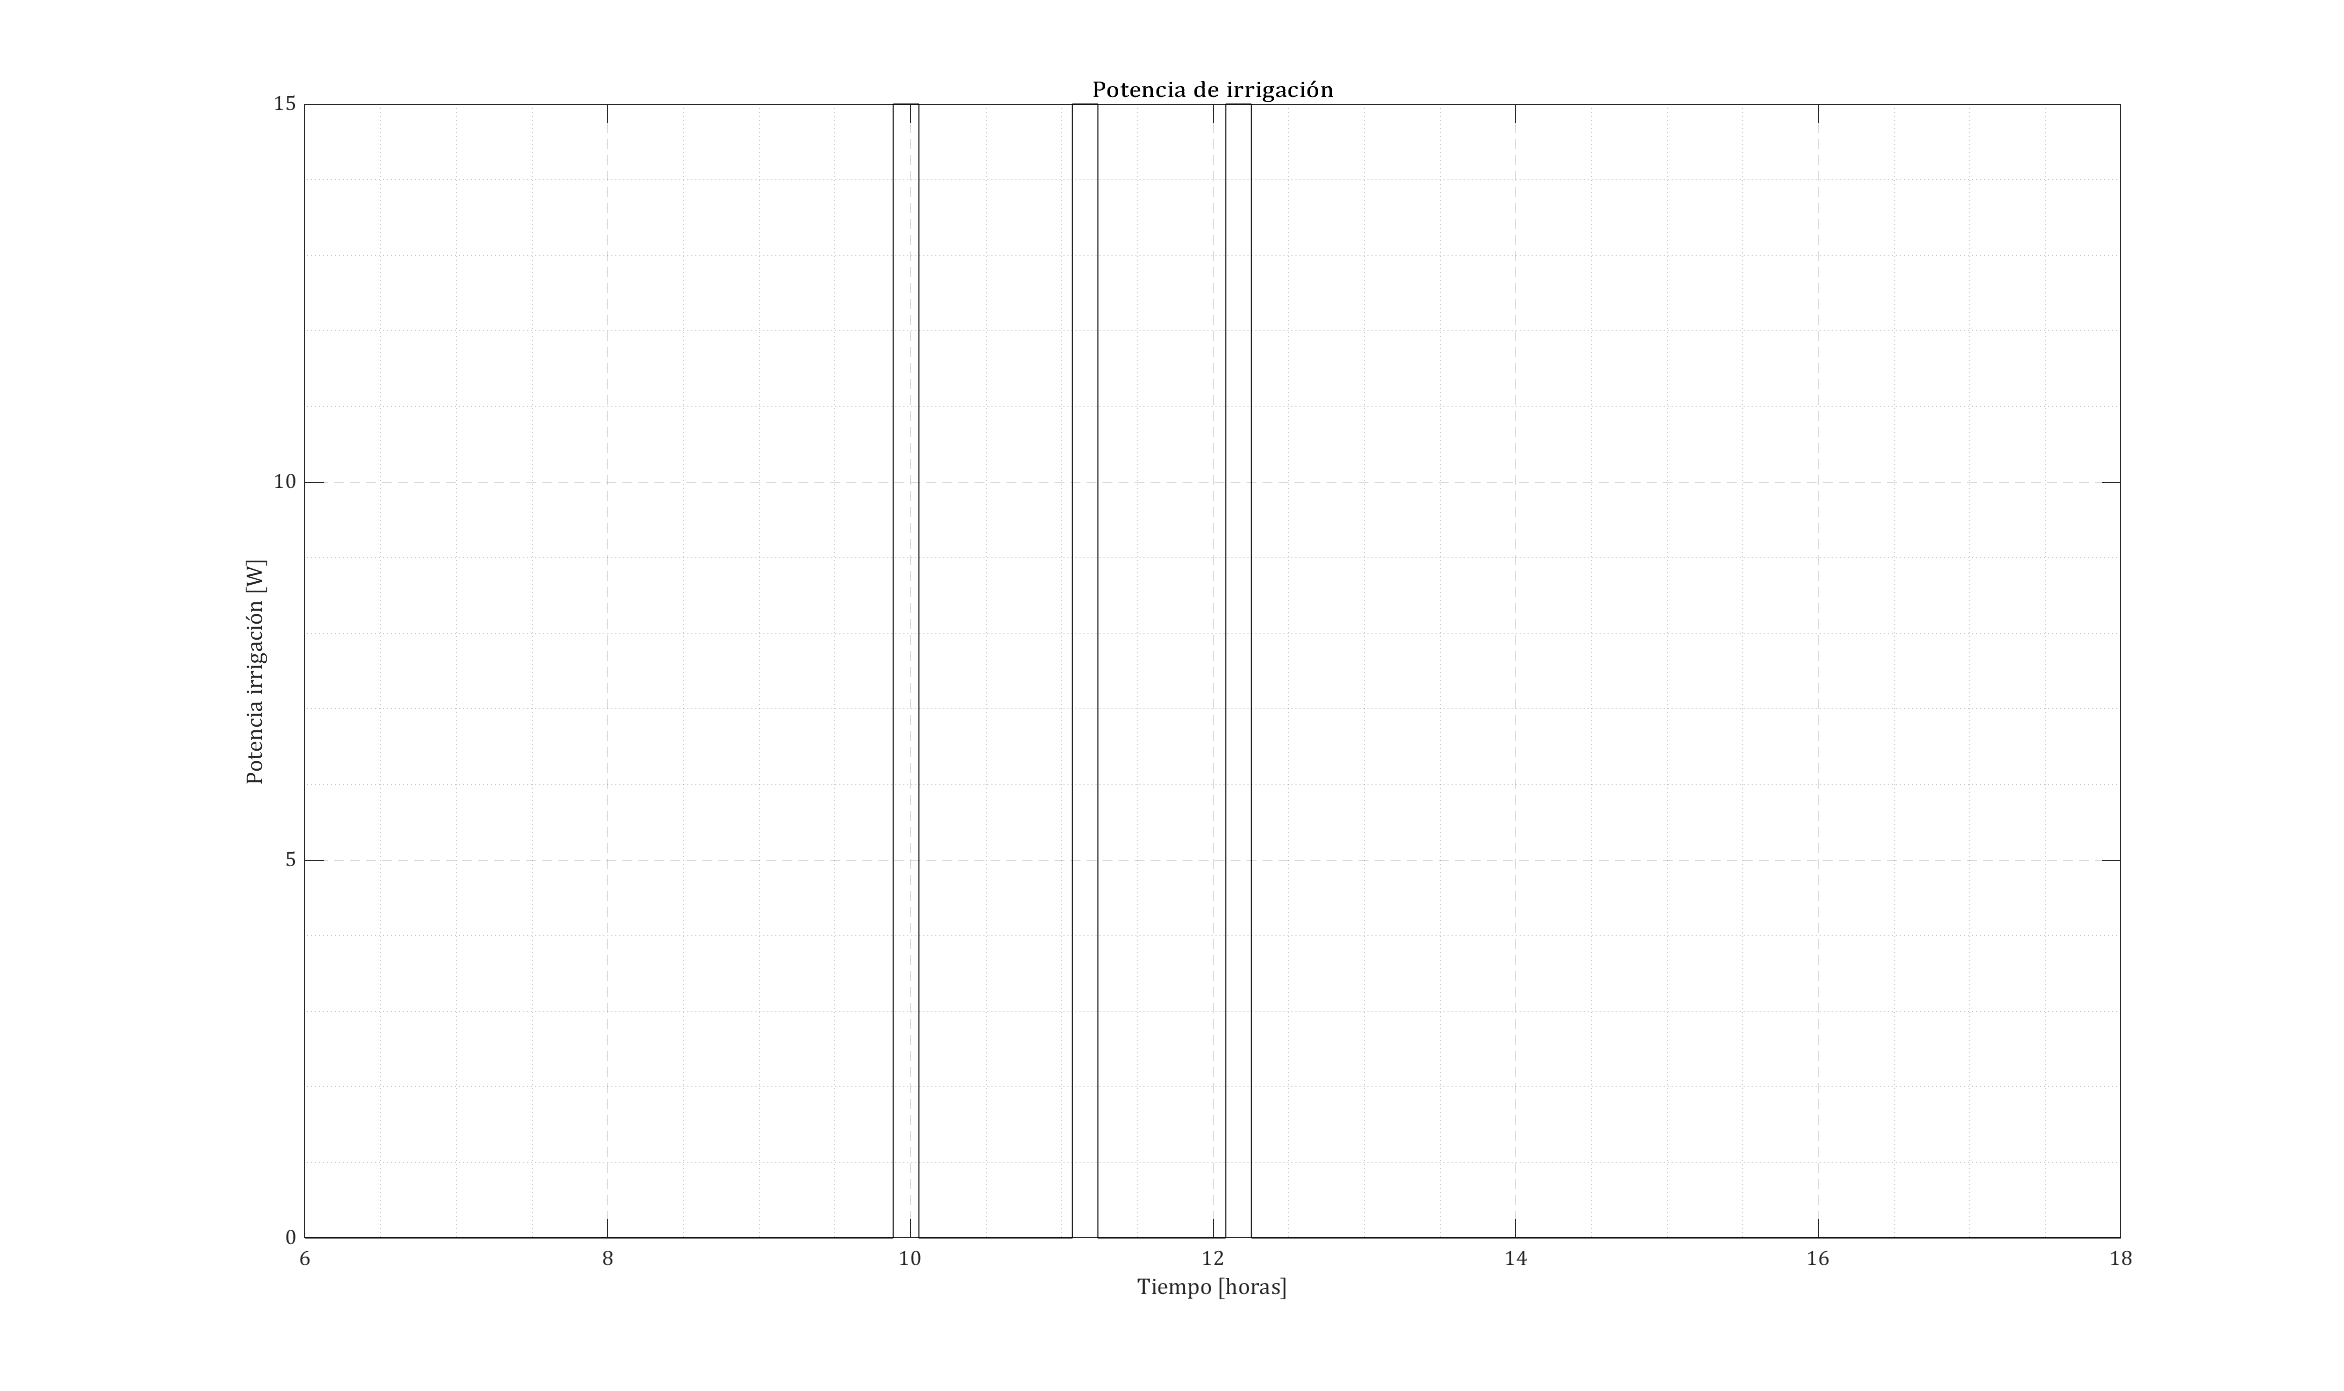 Potencia de irrigación
15
10
5
0
Potencia irrigación [W]
6 8 10 12 14 16 18
Tiempo [horas]